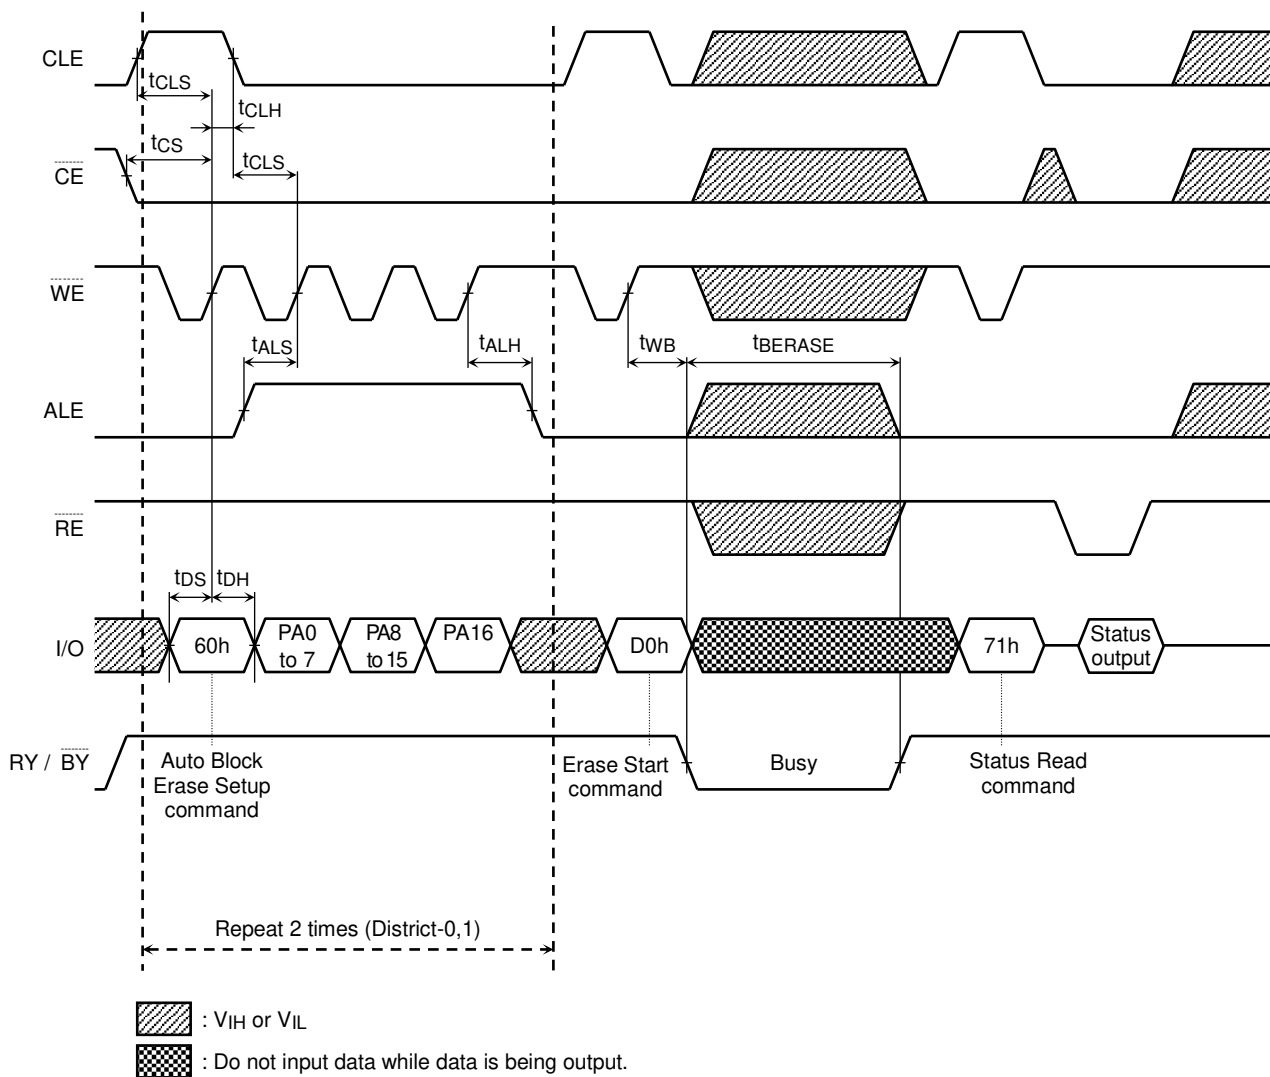 CLE
tCLS
tCLH
tCS
tCLS
CE
WE
tALS
tALH
tWB
tBERASE
ALE
RE
tDS
tDH
I/O
60h
PA0
to 7
PA8
to 15
PA16
D0h
71h
Status
output
RY / BY
Auto Block
Erase Setup
command
Erase Start
command
Busy
Status Read
command
Repeat 2 times (District-0,1)
: VIH or VIL
: Do not input data while data is being output.